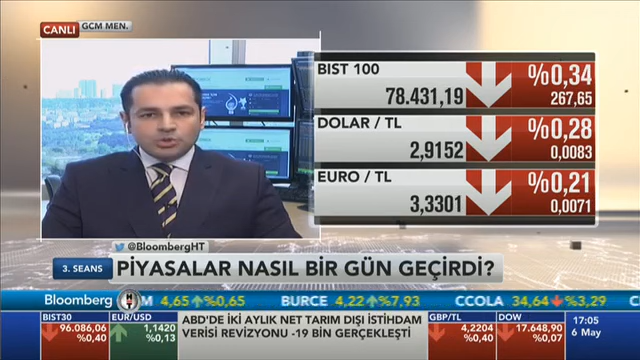 CANLI
GCM MEN.
BIST 100
78.431,19
%0,34
267,65
DOLAR / TL
2,9152
%0,28
0,0083
EURO / TL
3,3301
%0,21
0,0071
@BloombergHT
3. SEANS
PİYASALAR NASIL BİR GÜN GEÇİRDİ?
Bloomberg HT M 4,65 %0,65 BURCE 4,22 %7,93 CCOLA 34,64 %3,29
BIST30
96.086,06
%0,40
EUR/USD
1,1420
%0,13
ABD'DE İKİ AYLIK NET TARIM DIŞI İSTİHDAM
VERİSİ REVİZYONU -19 BİN GERÇEKLEŞTİ
GBP/TL
4,2204
%0,40
DOW
17.648,90
%0,07
17:05
6 May